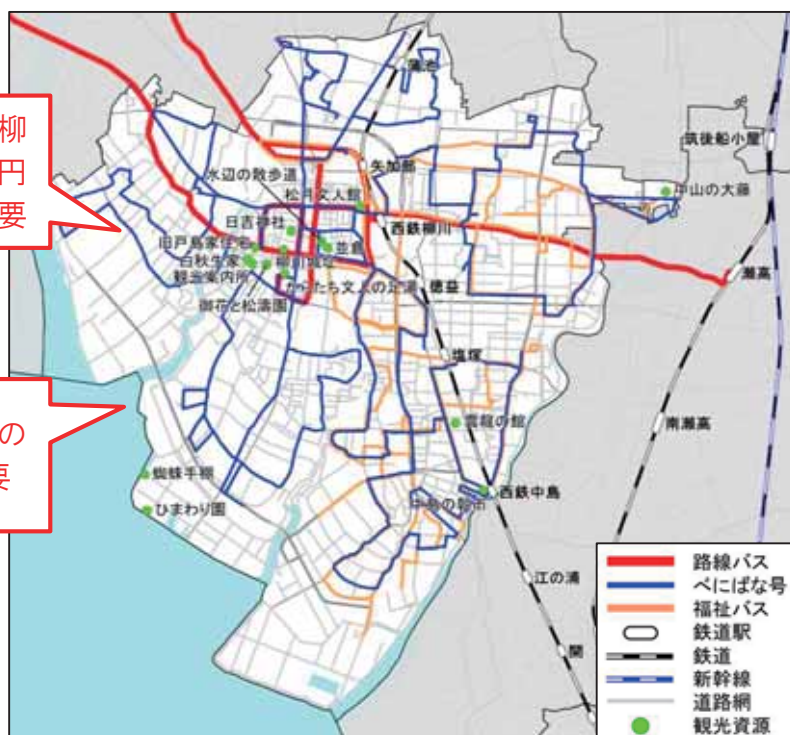 蒲池
筑後船小屋
柳
円
要
水辺の散歩道
矢加部
松月文人館
中山の大藤
日吉神社
西鉄柳川
旧戸島家住宅
並倉
白秋生家
観光案内所
からたち文人の足湯
徳益
瀬高
御花と松濤園
塩塚
の
要
雲龍の館
南瀬高
蜘蛛手棚
西鉄中島
中島の朝市
ひまわり園
江の浦
開
路線バス
べにばな号
福祉バス
鉄道駅
鉄道
新幹線
道路網
観光資源